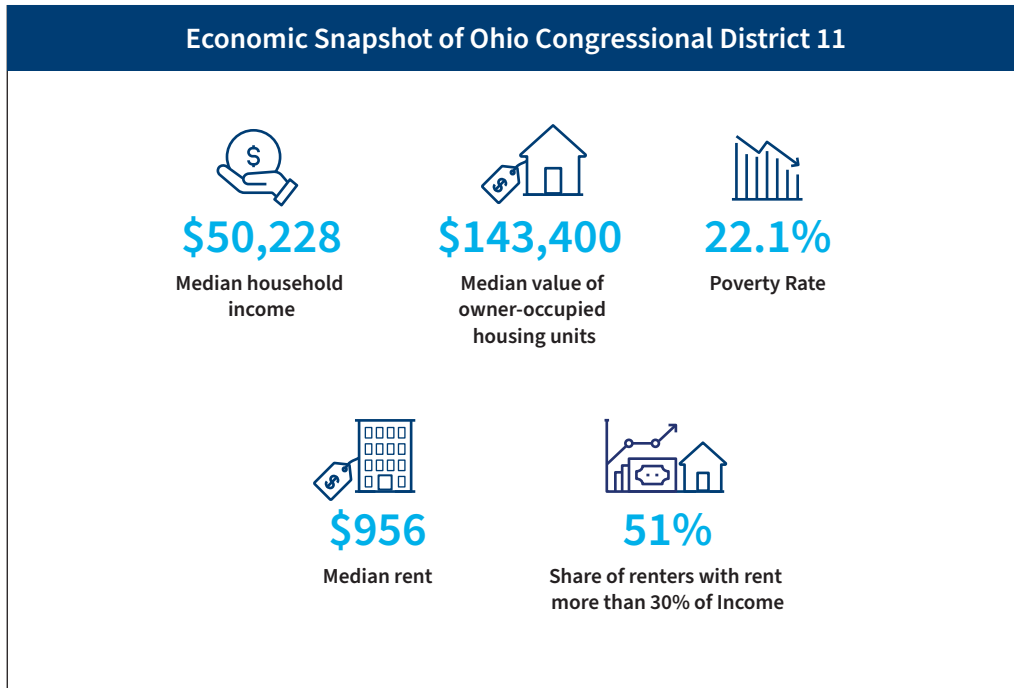 Economic Snapshot of Ohio Congressional District 11
$
$
$50,228
$143,400
22.1%
Median household
income
Median value of
owner-occupied
housing units
Poverty Rate
$
$956
51%
Median rent
Share of renters with rent
more than 30% of Income